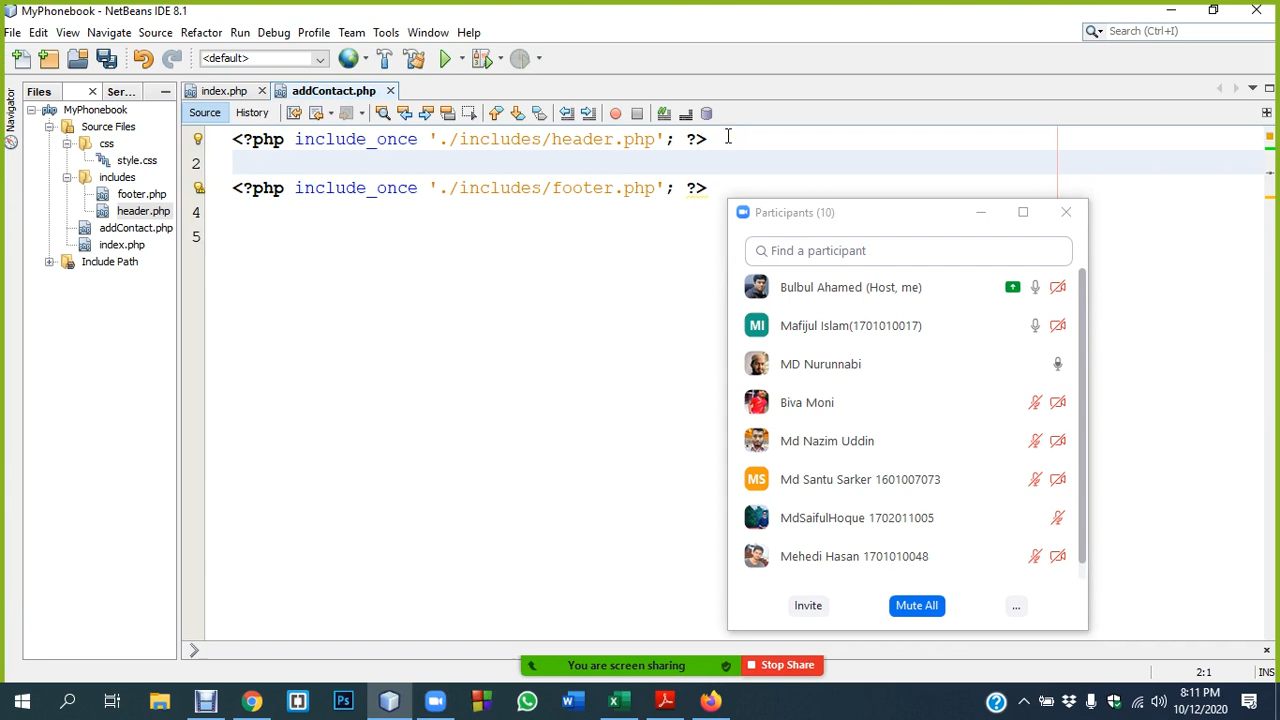 MyPhonebook - NetBeans IDE 8.1
File Edit View Navigate Source Refactor Run Debug Profile Team Tools Window Help
Search (Ctrl+I)
<default>
Files
Ser...
index.php
addContact.php
Navigator
Source
History
MyPhonebook
Source Files
css
style.css
includes
footer.php
header.php
addContact.php
index.php
Include Path
<?php include_once './includes/header.php'; ?>
2
<?php include_once './includes/footer.php'; ?>
4
5
Participants (10)
Find a participant
Bulbul Ahamed (Host, me)
MI Mafijul Islam(1701010017)
MD Nurunnabi
Biva Moni
Md Nazim Uddin
MS Md Santu Sarker 1601007073
MdSaifulHoque 1702011005
Mehedi Hasan 1701010048
Invite
Mute All
...
You are screen sharing
Stop Share
2:1
INS
Ps
8:11 PM
10/12/2020